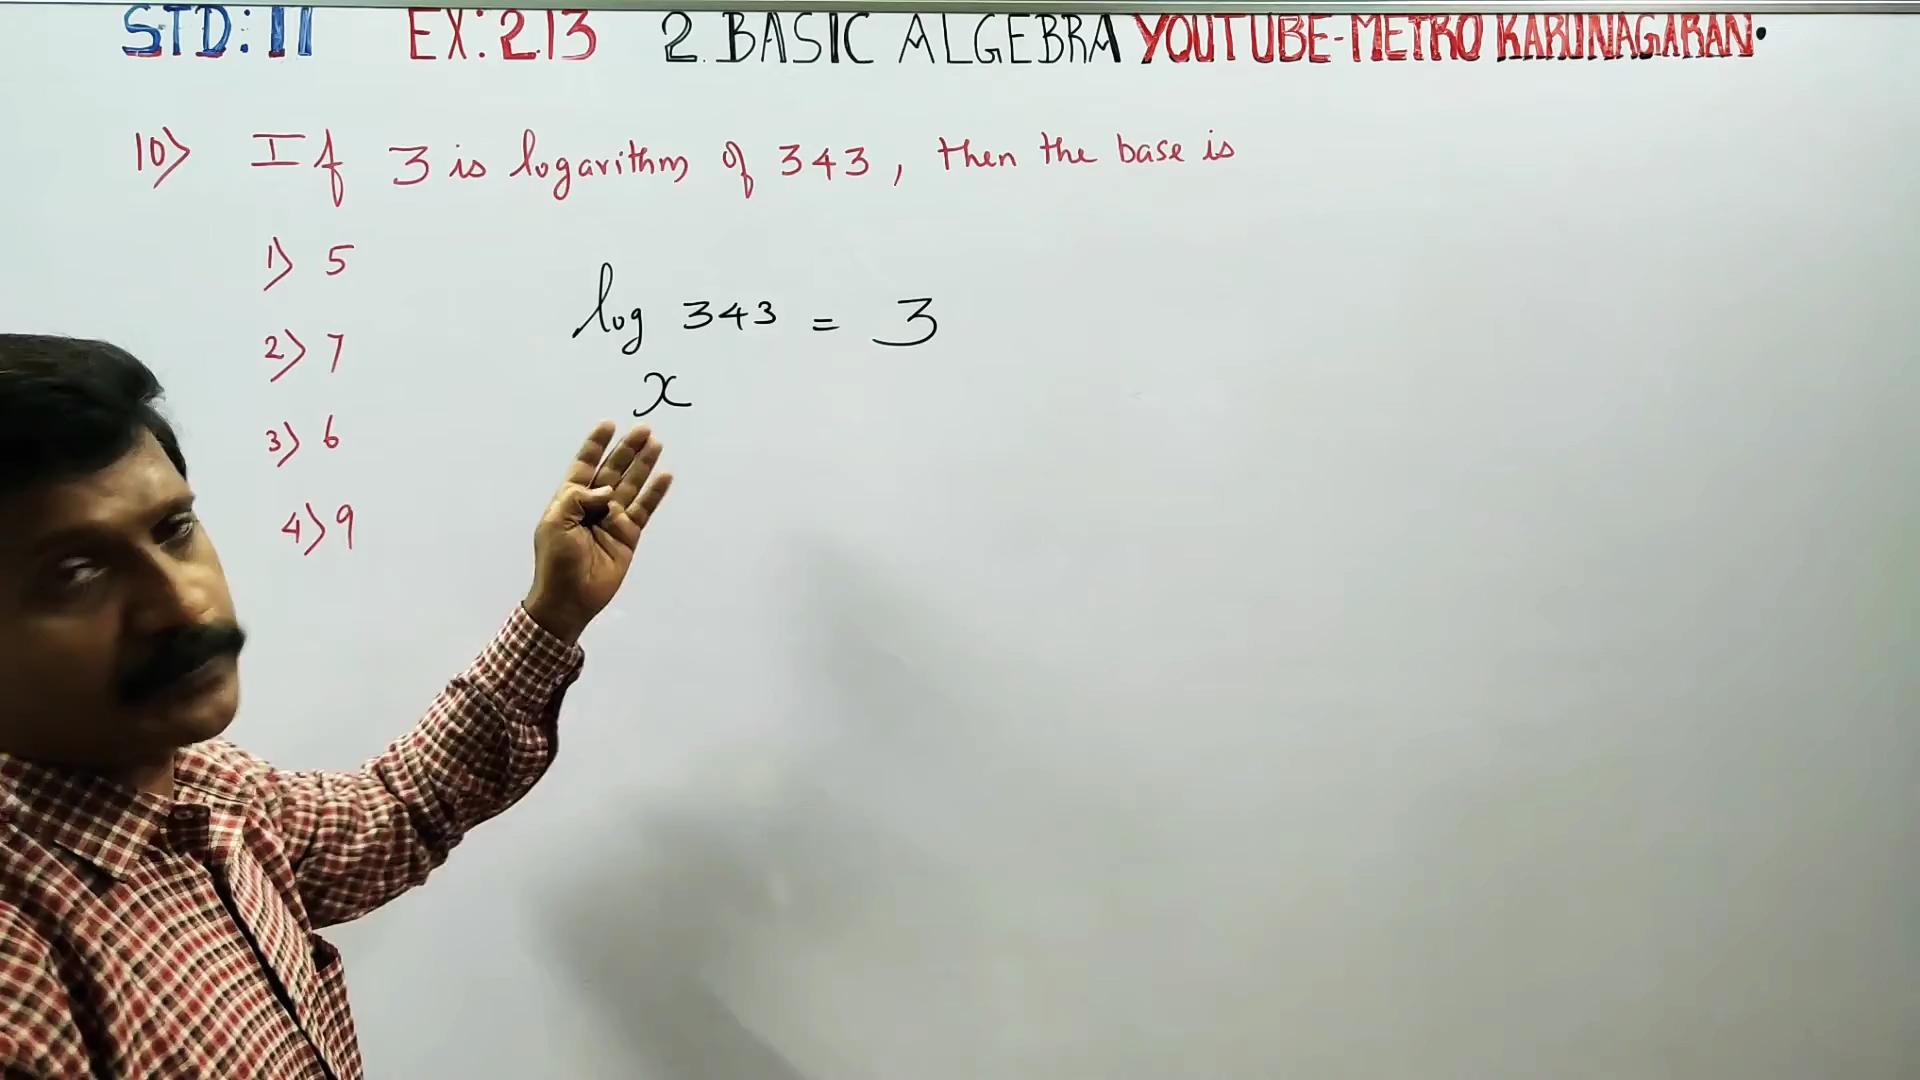 STD: 11 EX: 2.13 2. BASIC ALGEBRA YOUTUBE-METRO KARUNAGARAN.
10) If 3 is logarithm of 343, then the base is
1) 5
2) 7
3) 6
4) 9
log 343 = 3
x